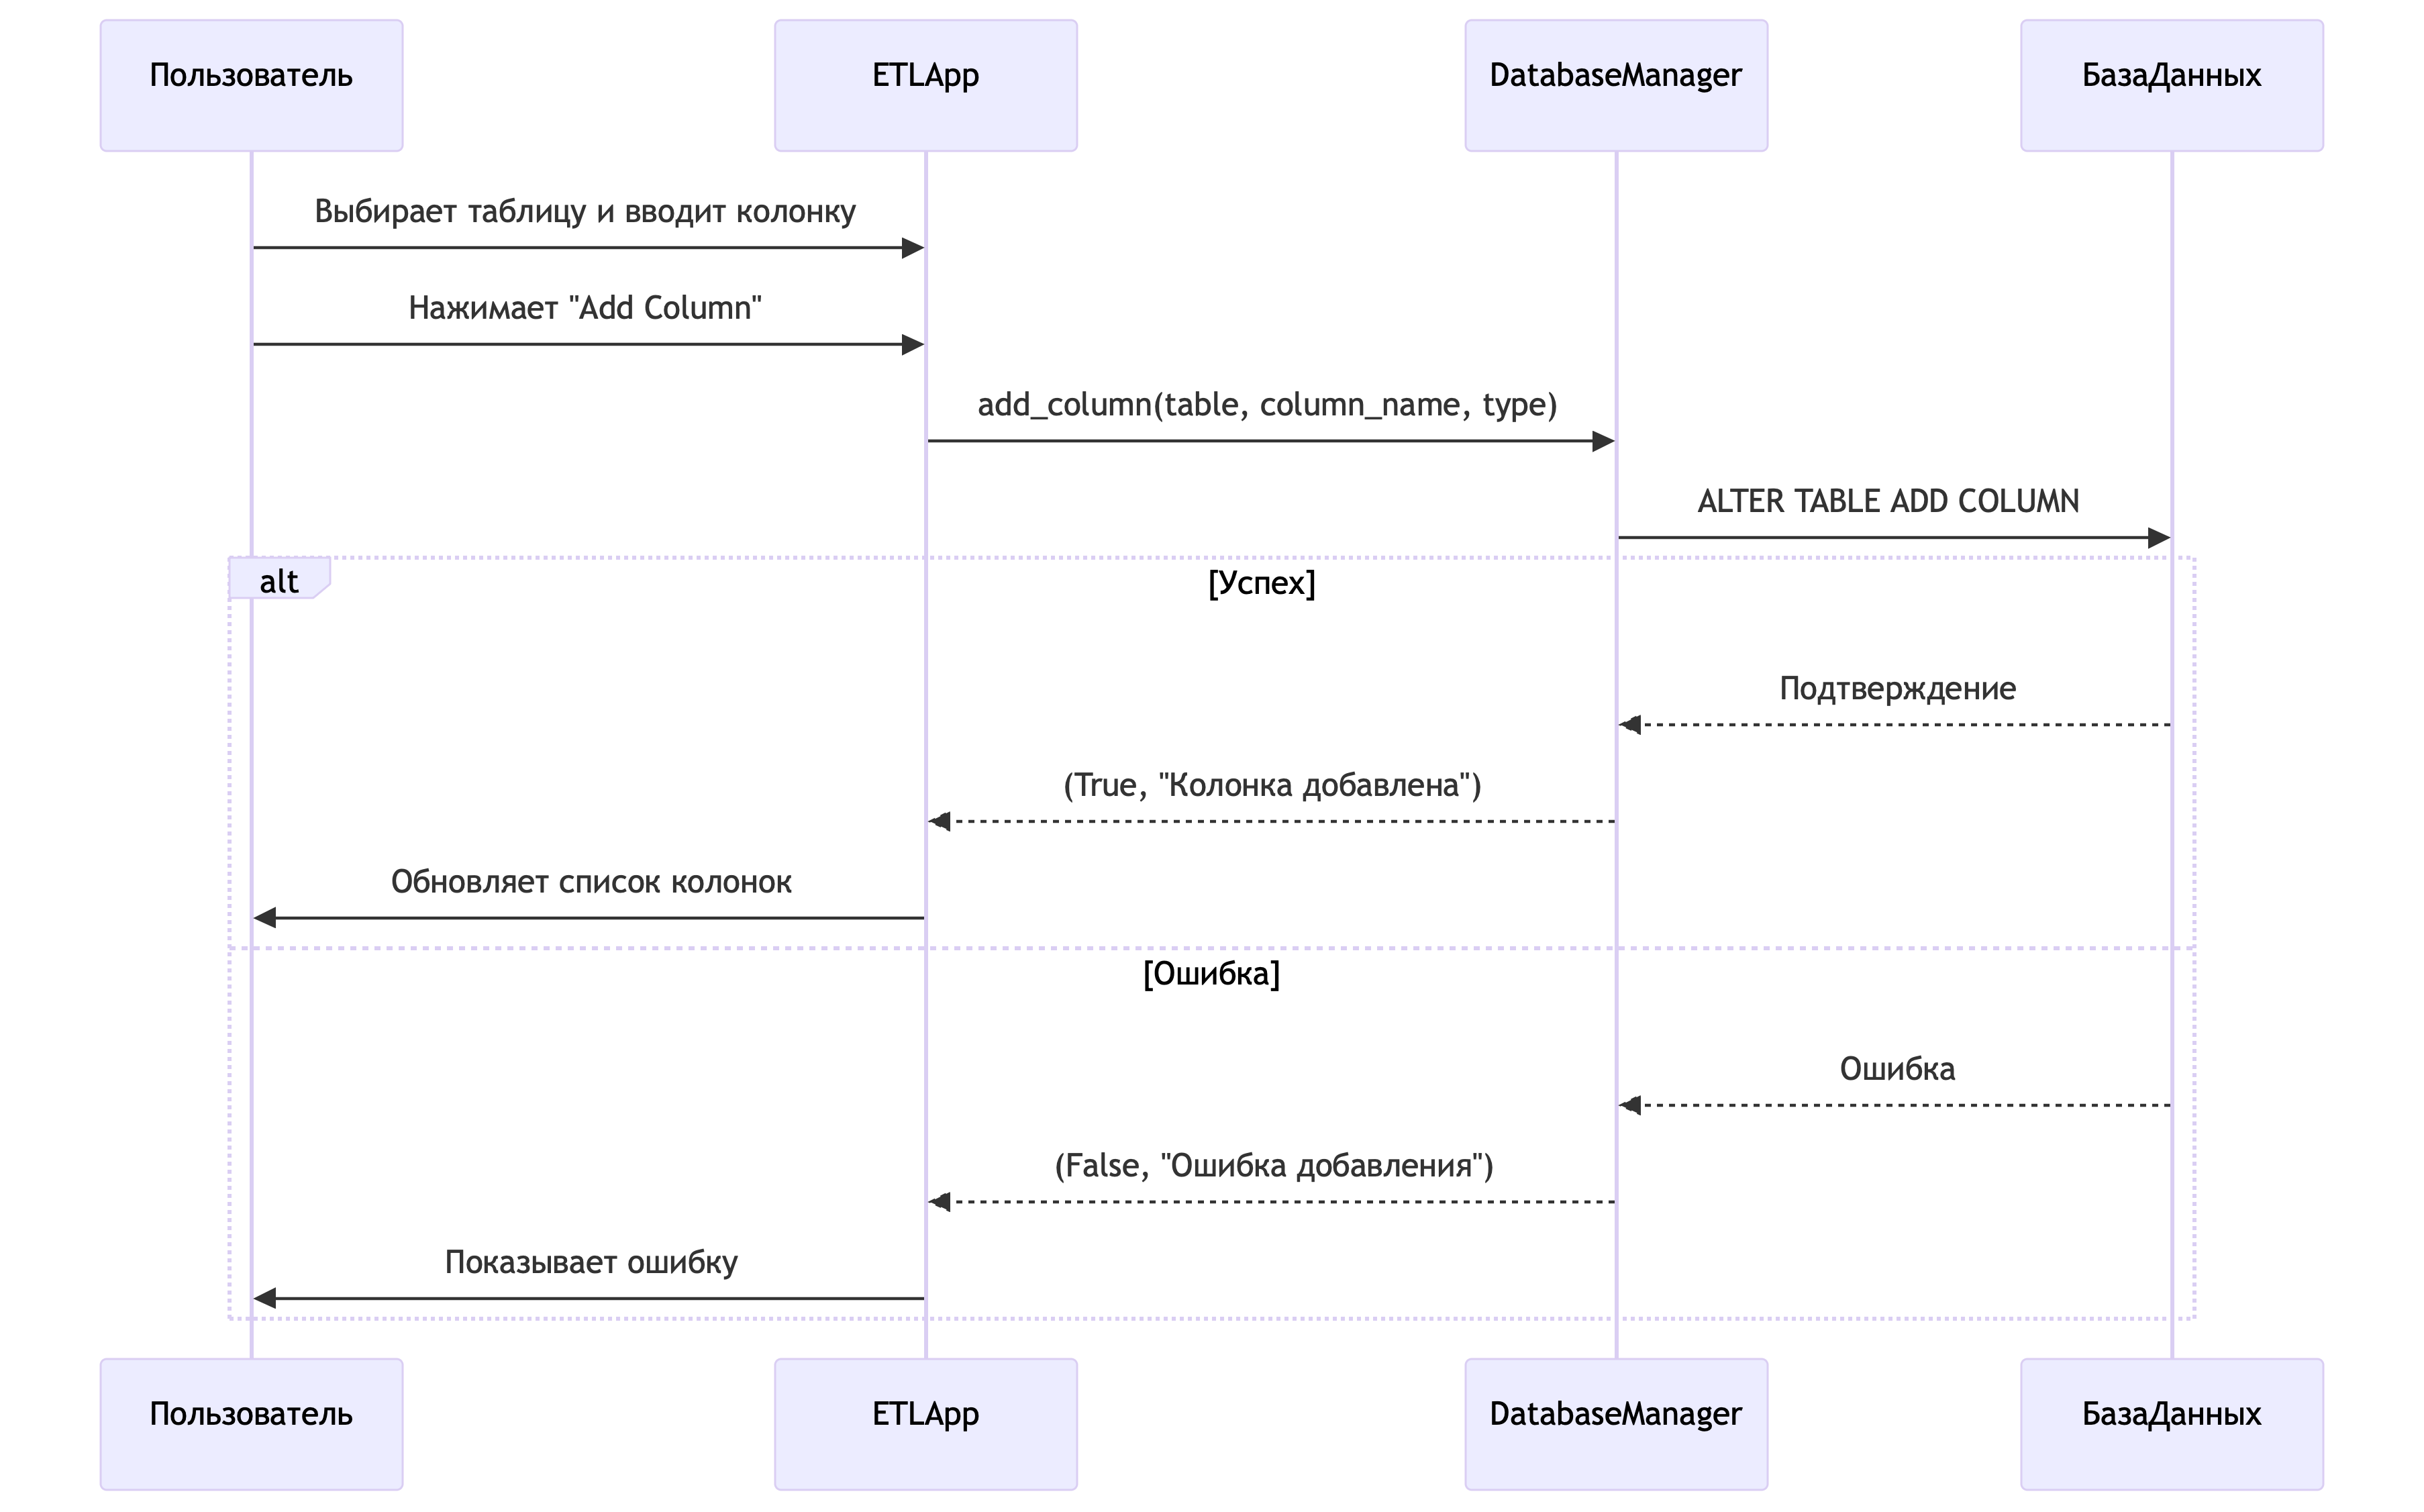 Пользователь
ETLApp
DatabaseManager
БазаДанных
Выбирает таблицу и вводит колонку
Нажимает "Add Column"
add_column(table, column_name, type)
ALTER TABLE ADD COLUMN
alt
[Успех]
Подтверждение
(True, "Колонка добавлена")
Обновляет список колонок
[Ошибка]
Ошибка
(False, "Ошибка добавления")
Показывает ошибку
Пользователь
ETLApp
DatabaseManager
БазаДанных